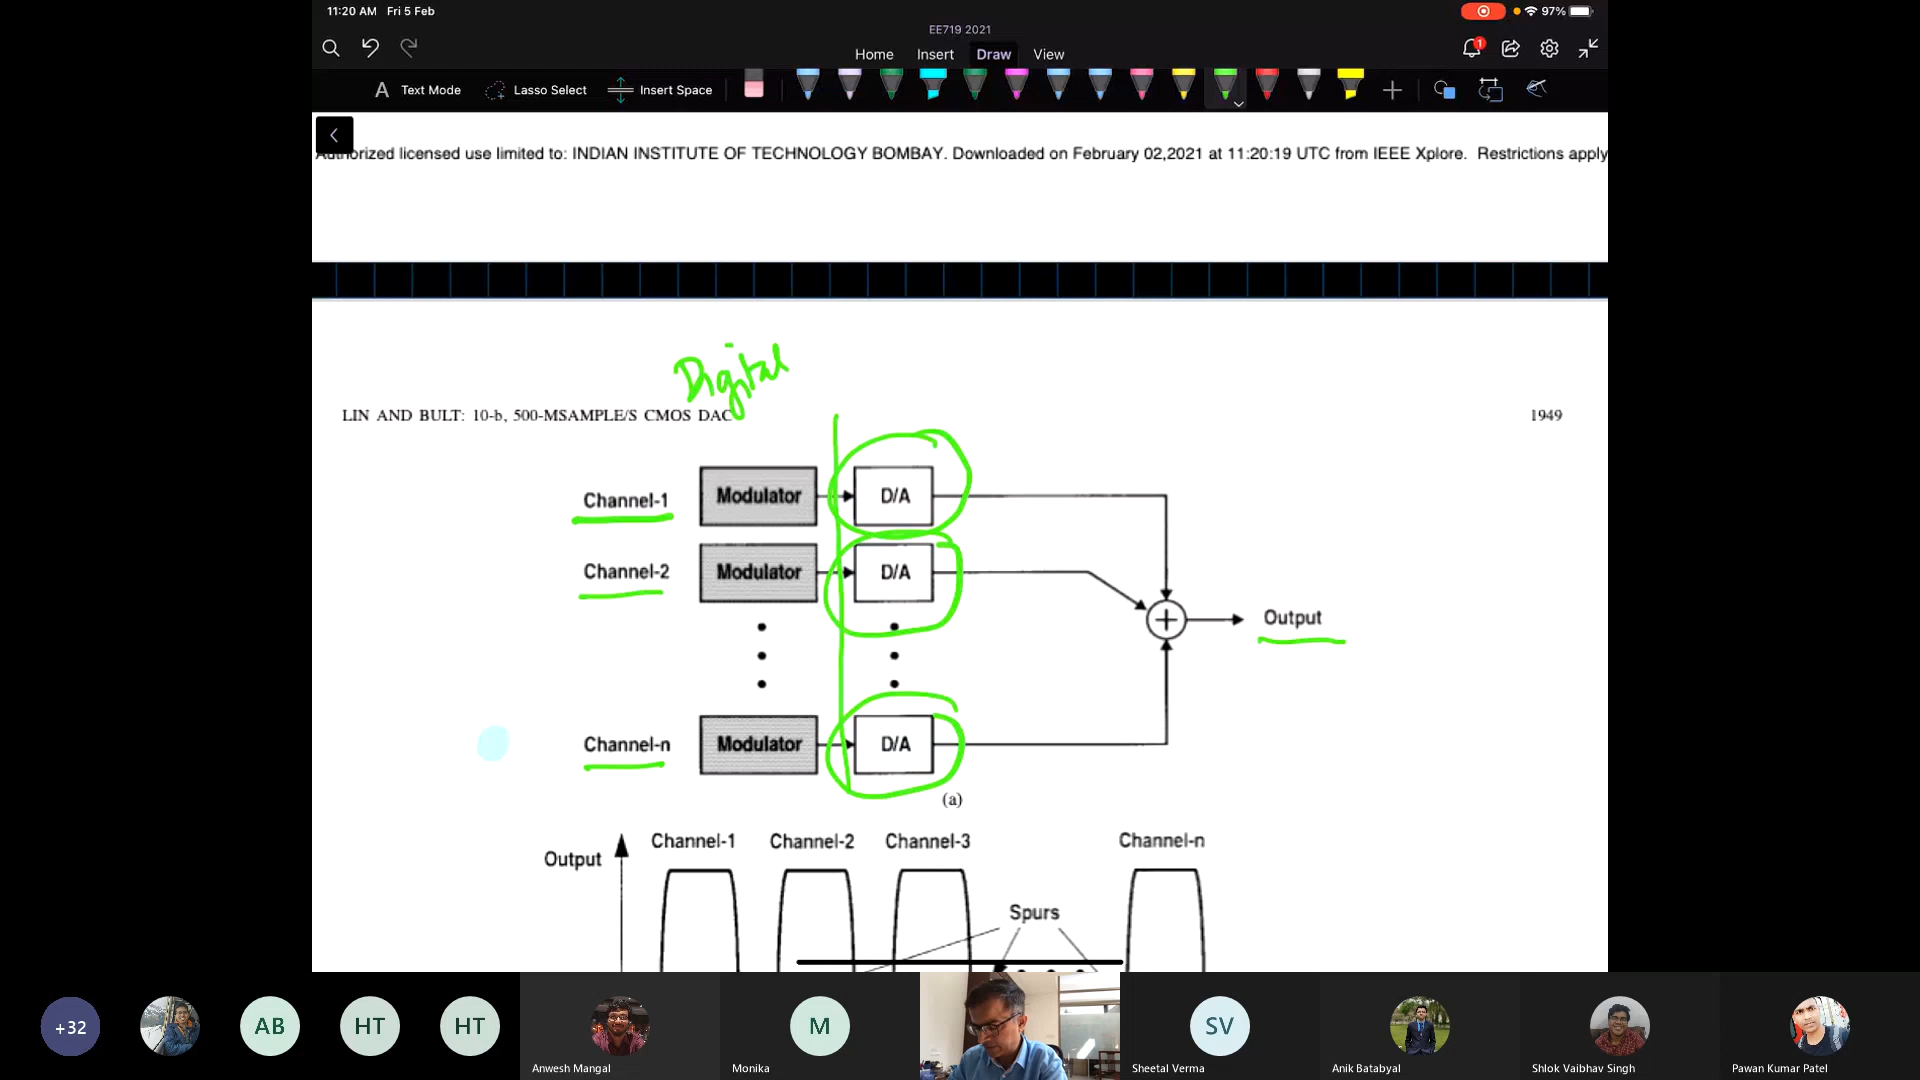 11:20 AM Fri 5 Feb
97%
EE719 2021
Home Insert Draw View
1
A Text Mode Lasso Select Insert Space
Authorized licensed use limited to: INDIAN INSTITUTE OF TECHNOLOGY BOMBAY. Downloaded on February 02,2021 at 11:20:19 UTC from IEEE Xplore. Restrictions apply
Digital
LIN AND BULT: 10-b, 500-MSAMPLE/S CMOS DAC 1949
Channel-1 Modulator D/A
Channel-2 Modulator D/A
+ Output
Channel-n Modulator D/A
(a)
Channel-1 Channel-2 Channel-3 Channel-n
Output
Spurs
+32 AB HT HT M SV
Anwesh Mangal Monika Sheetal Verma Anik Batabyal Shlok Vaibhav Singh Pawan Kumar Patel